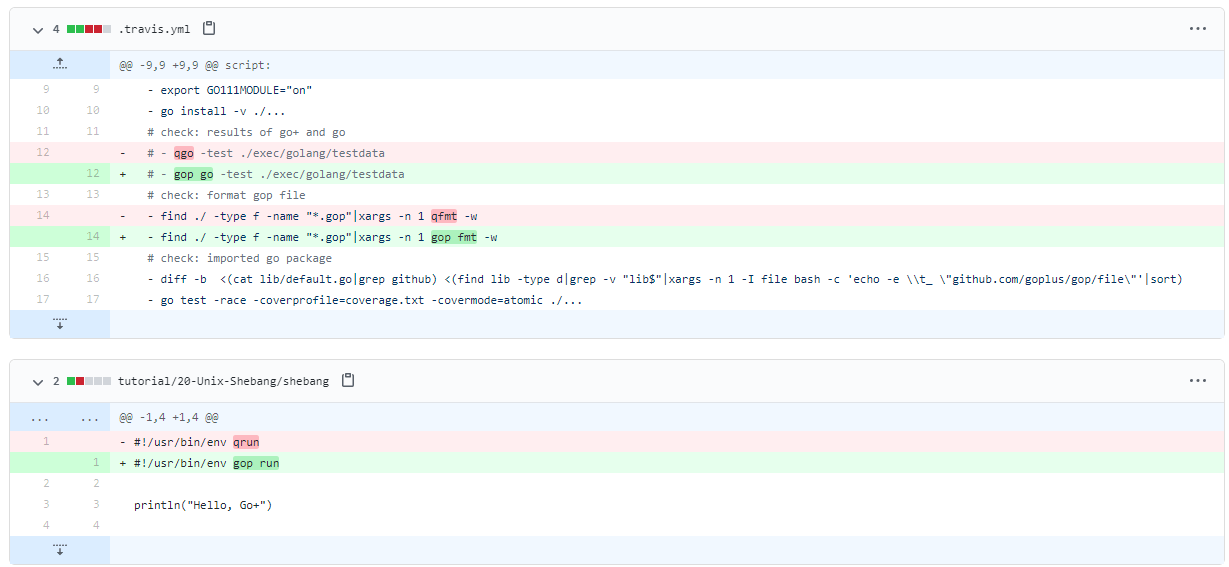 4 .travis.yml ...
@@ -9,9 +9,9 @@ script:
9 9 - export GO111MODULE="on"
10 10 - go install -v ./...
11 11 # check: results of go+ and go
12 - # - qgo -test ./exec/golang/testdata
12 + # - gop go -test ./exec/golang/testdata
13 13 # check: format gop file
14 - - find ./ -type f -name "*.gop"|xargs -n 1 qfmt -w
14 + - find ./ -type f -name "*.gop"|xargs -n 1 gop fmt -w
15 15 # check: imported go package
16 16 - diff -b <(cat lib/default.go|grep github) <(find lib -type d|grep -v "lib$"|xargs -n 1 -I file bash -c 'echo -e \\t_ \"github.com/goplus/gop/file\"'|sort)
17 17 - go test -race -coverprofile=coverage.txt -covermode=atomic ./...
2 tutorial/20-Unix-Shebang/shebang ...
... ... @@ -1,4 +1,4 @@
1 - #!/usr/bin/env qrun
1 + #!/usr/bin/env gop run
2 2
3 3 println("Hello, Go+")
4 4